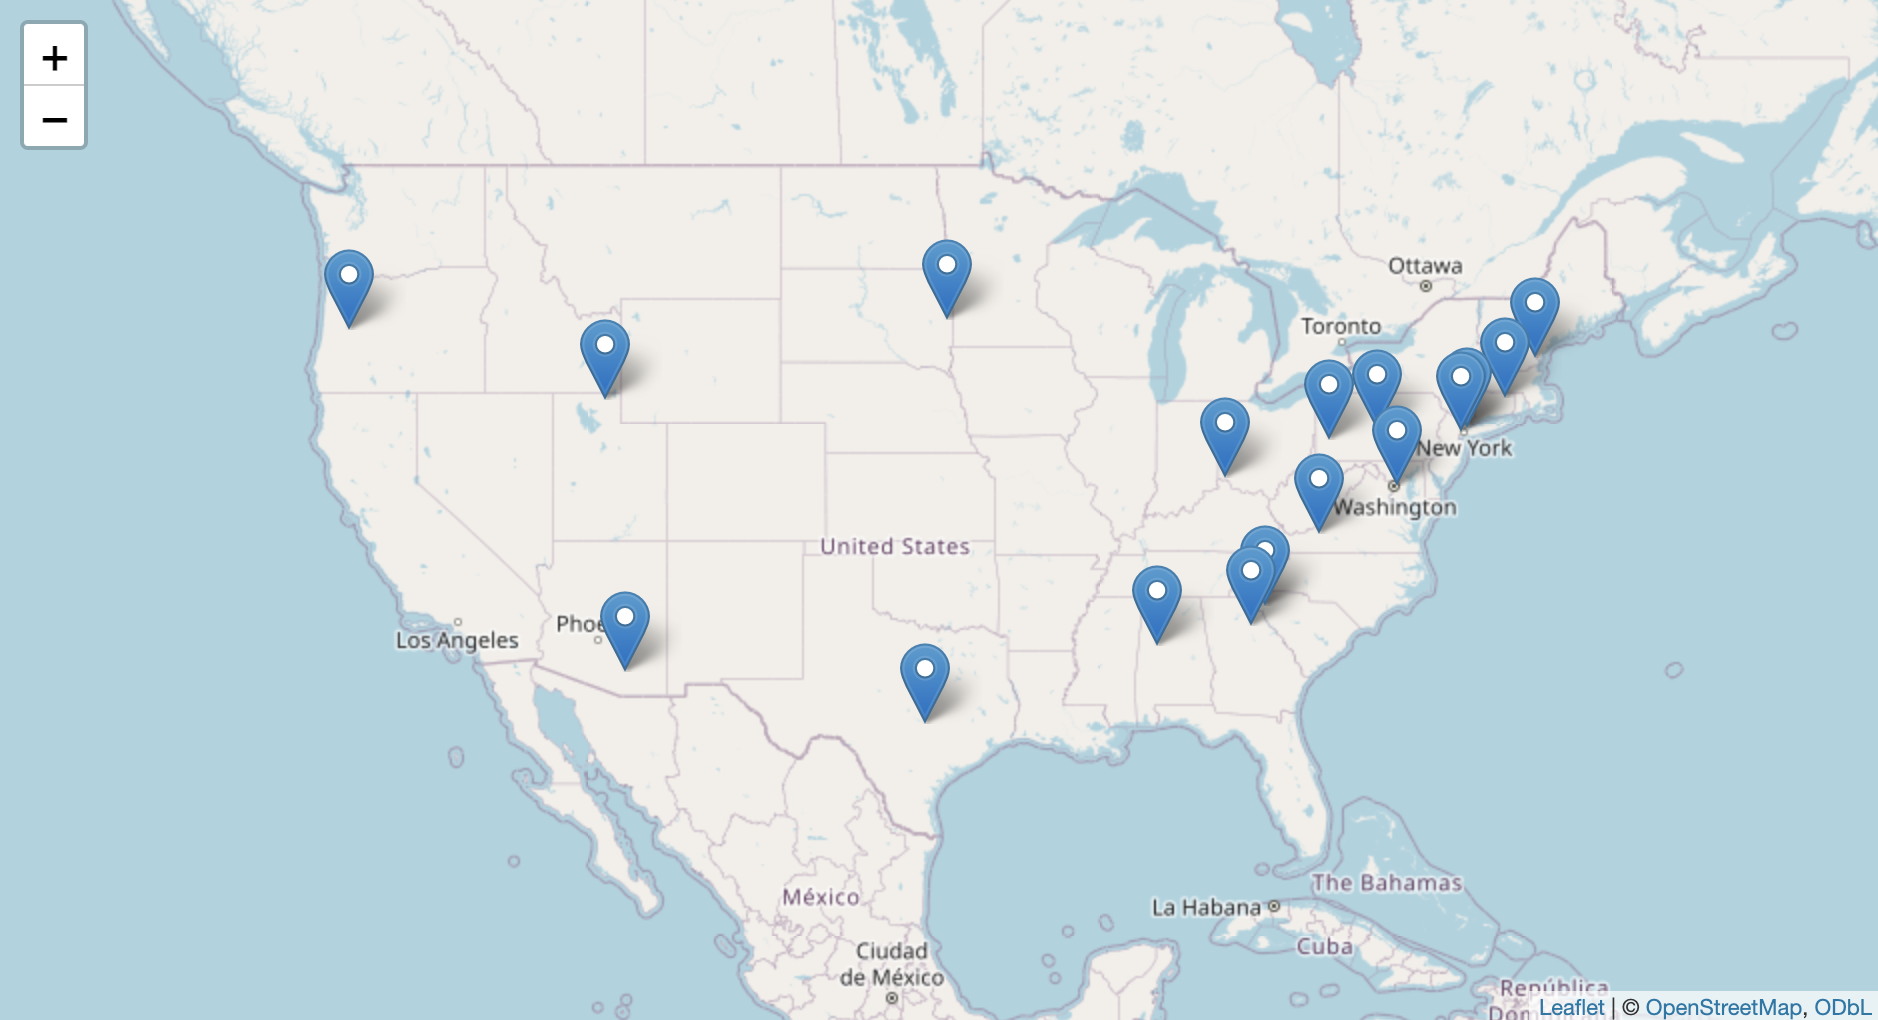 +
−
Ottawa
Toronto
New York
Washington
United States
Phoe
Los Angeles
The Bahamas
México
La Habana
Cuba
Ciudad
de México
República
Leaflet | © OpenStreetMap, ODbL